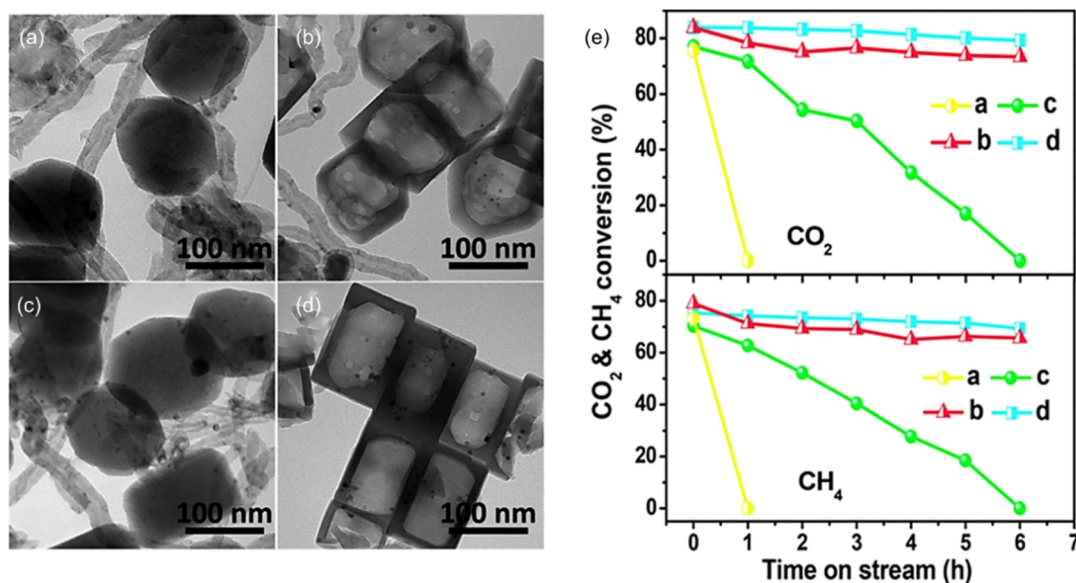 (a)
100 nm
(b)
100 nm
(c)
100 nm
(d)
100 nm
(e)
CO₂ & CH₄ conversion (%)
80
60
40
20
0
a c
b d
CO₂
80
60
40
20
0
a c
b d
CH₄
0 1 2 3 4 5 6 7
Time on stream (h)